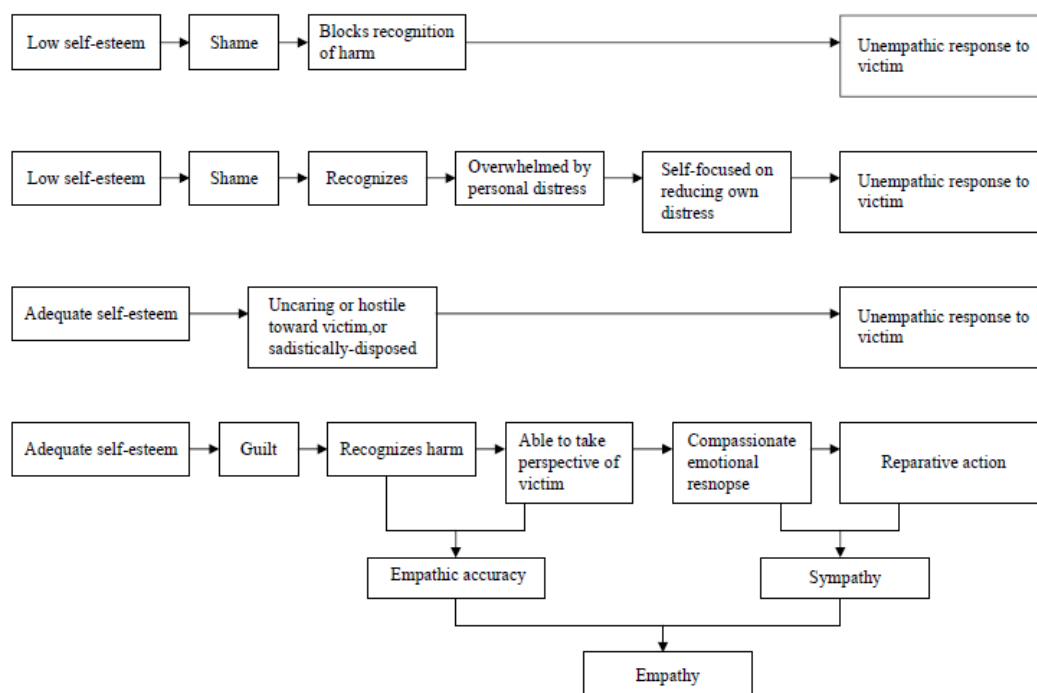 Low self-esteem
Shame
Blocks recognition
of harm
Unempathic response to
victim
Low self-esteem
Shame
Recognizes
Overwhelmed by
personal distress
Self-focused on
reducing own
distress
Unempathic response to
victim
Adequate self-esteem
Uncaring or hostile
toward victim,or
sadistically-disposed
Unempathic response to
victim
Adequate self-esteem
Guilt
Recognizes harm
Able to take
perspective of
victim
Compassionate
emotional
resnopse
Reparative action
Empathic accuracy
Sympathy
Empathy